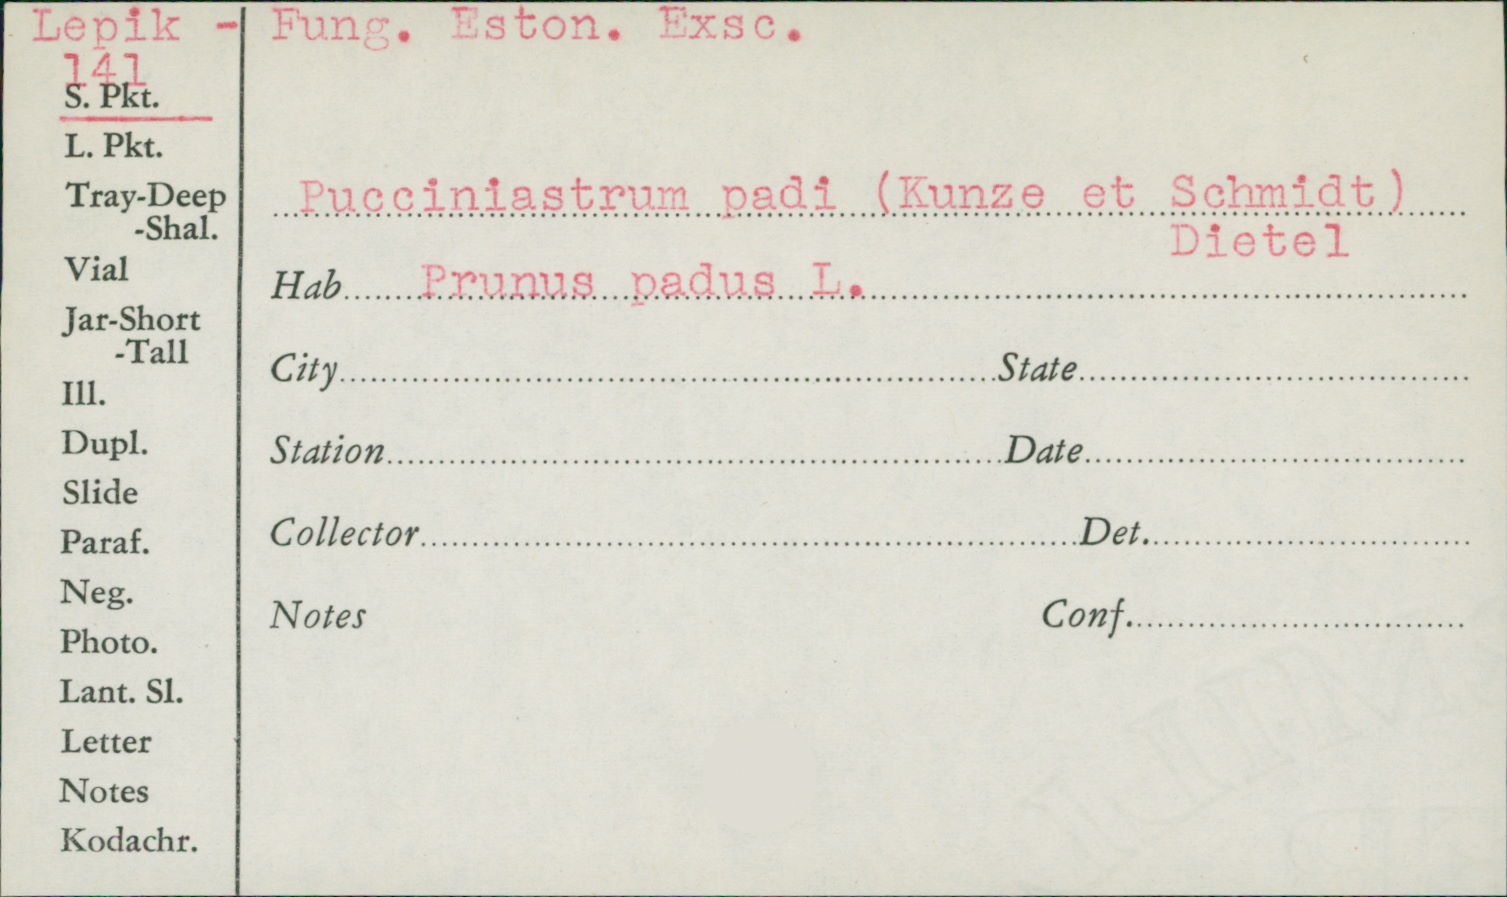 Lepik - Fung. Eston. Exsc.
141
S. Pkt.
L. Pkt.
Tray-Deep
-Shal.
Vial
Jar-Short
-Tall
Ill.
Dupl.
Slide
Paraf.
Neg.
Photo.
Lant. Sl.
Letter
Notes
Kodachr.
Pucciniastrum padi (Kunze et Schmidt)
Dietel
Hab. Prunus padus L.
City State
Station Date
Collector Det.
Notes Conf.